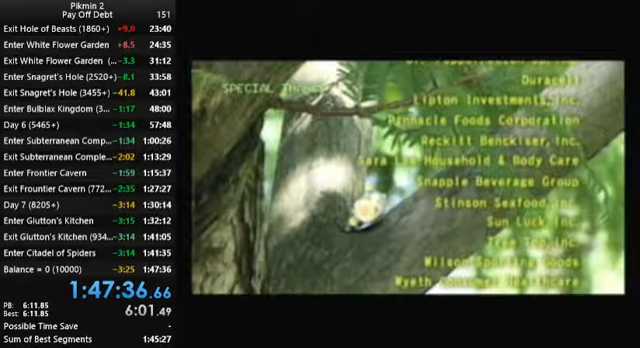 Pikmin 2
Pay Off Debt 151
Exit Hole of Beasts (1860+) +9.0 23:40
Enter White Flower Garden +8.5 24:35
Exit White Flower Garden (... -3.3 31:12
Enter Snagret's Hole (2520+) -8.1 33:58
Exit Snagret's Hole (3455+) -41.8 43:01
Enter Bulblax Kingdom (3... -1:17 48:00
Day 6 (5465+) -1:34 57:48
Enter Subterranean Comp... -1:34 1:00:26
Exit Subterranean Comple... -2:02 1:13:29
Enter Frontier Cavern -1:59 1:15:37
Exit Frountier Cavern (772... -2:35 1:27:27
Day 7 (8205+) -3:14 1:30:14
Enter Glutton's Kitchen -3:15 1:32:12
Exit Glutton's Kitchen (934... -3:14 1:41:05
Enter Citadel of Spiders -3:14 1:41:35
Balance = 0 (10000) -3:25 1:47:36
1:47:36.66
PB: 6:11.85
Best: 6:11.85
6:01.49
Possible Time Save -
Sum of Best Segments 1:45:27
SPECIAL THANKS
Duracell
Lipton Investments, Inc.
Pinnacle Foods Corporation
Reckitt Benckiser, Inc.
Sara Lee Household & Body Care
Snapple Beverage Group
Stinson Seafood, Inc.
Sun Luck, Inc.
Tree Top, Inc.
Wilson Sporting Goods
Wyeth Consumer Healthcare